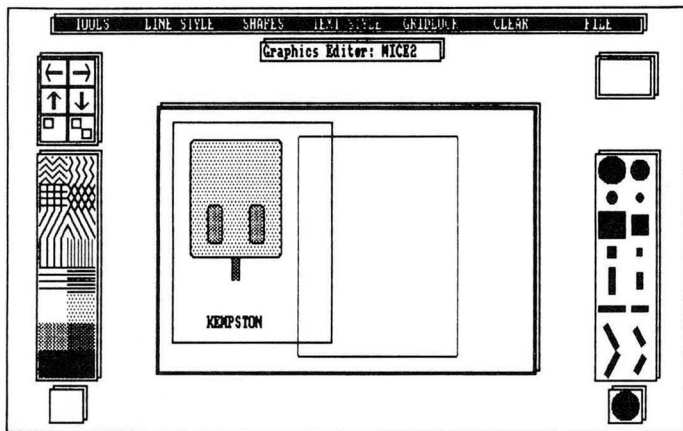 TOOLS LINE STYLE SHAPES TEXT STYLE GRIDLOCK CLEAR FILE
Graphics Editor: MICE2
KEMPSTON